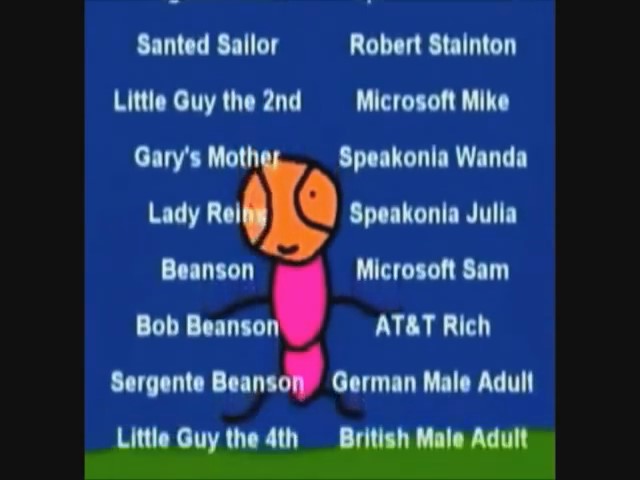 Santed Sailor Robert Stainton
Little Guy the 2nd Microsoft Mike
Gary's Mother Speakonia Wanda
Lady Reins Speakonia Julia
Beanson Microsoft Sam
Bob Beanson AT&T Rich
Sergente Beanson German Male Adult
Little Guy the 4th British Male Adult